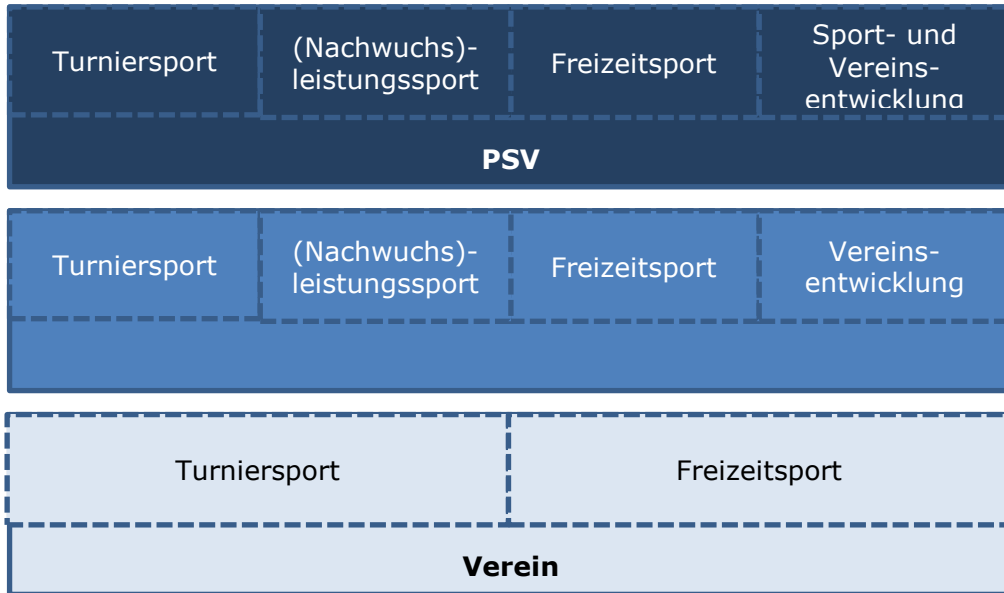 Turniersport
(Nachwuchs)-
leistungssport
Freizeitsport
Sport- und
Vereins-
entwicklung
PSV
Turniersport
(Nachwuchs)-
leistungssport
Freizeitsport
Vereins-
entwicklung
Turniersport
Freizeitsport
Verein